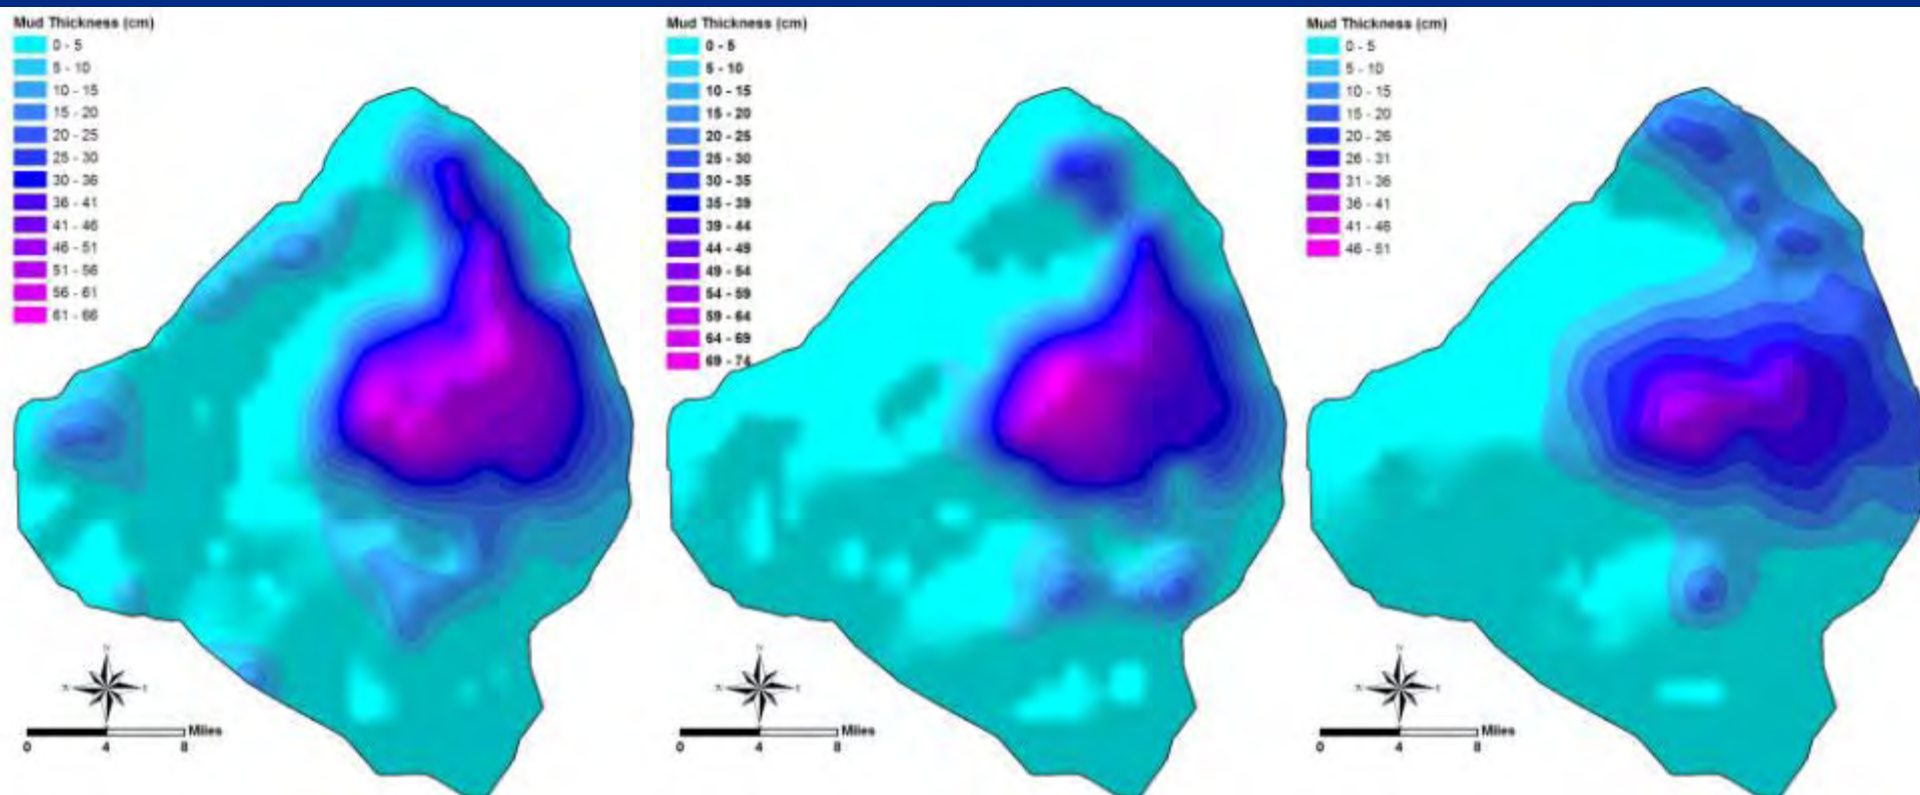 Mud Thickness (cm)
0 - 5
5 - 10
10 - 15
15 - 20
20 - 25
25 - 30
30 - 36
36 - 41
41 - 46
46 - 51
51 - 56
56 - 61
61 - 66
N
E
0
4
8
Miles
Mud Thickness (cm)
0 - 5
5 - 10
10 - 15
15 - 20
20 - 25
25 - 30
30 - 35
35 - 39
39 - 44
44 - 49
49 - 54
54 - 59
59 - 64
64 - 69
69 - 74
N
E
0
4
8
Miles
Mud Thickness (cm)
0 - 5
5 - 10
10 - 15
15 - 20
20 - 26
26 - 31
31 - 36
36 - 41
41 - 46
46 - 51
N
E
0
4
8
Miles